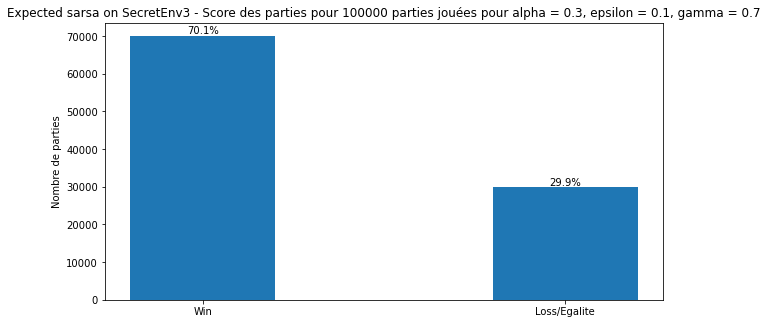 Expected sarsa on SecretEnv3 - Score des parties pour 100000 parties jouées pour alpha = 0.3, epsilon = 0.1, gamma = 0.7
70000
60000
50000
40000
30000
20000
10000
0
Nombre de parties
70.1%
29.9%
Win
Loss/Egalite